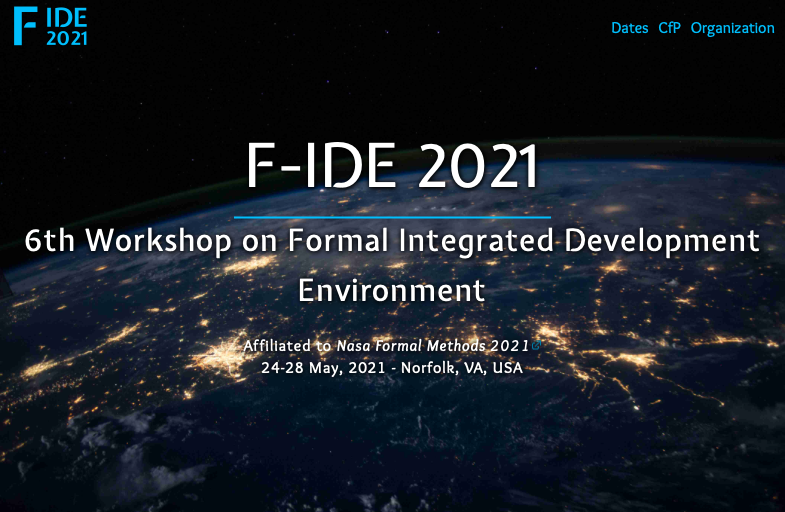 F IDE
2021
Dates CfP Organization
F-IDE 2021
6th Workshop on Formal Integrated Development
Environment
Affiliated to Nasa Formal Methods 2021
24-28 May, 2021 - Norfolk, VA, USA